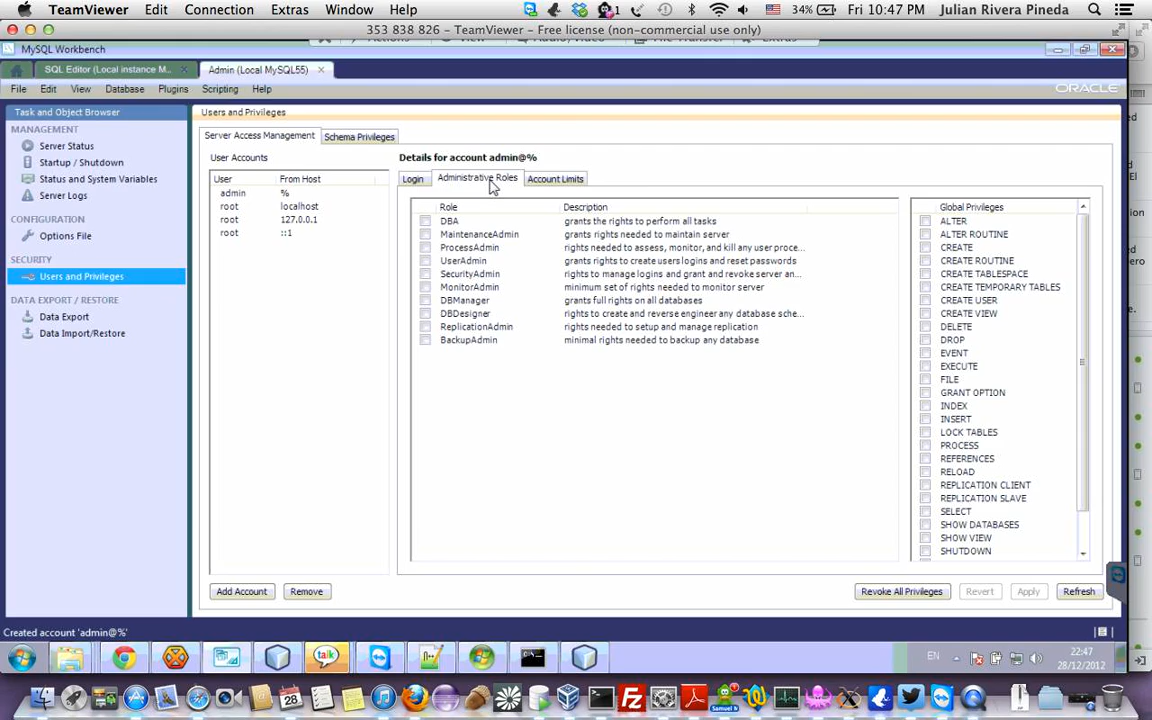 TeamViewer Edit Connection Extras Window Help 1 34% Fri 10:47 PM Julian Rivera Pineda
353 838 826 - TeamViewer - Free license (non-commercial use only)
MySQL Workbench
SQL Editor (Local instance M... Admin (Local MySQL55)
File Edit View Database Plugins Scripting Help ORACLE
Task and Object Browser
MANAGEMENT
Server Status
Startup / Shutdown
Status and System Variables
Server Logs
CONFIGURATION
Options File
SECURITY
Users and Privileges
DATA EXPORT / RESTORE
Data Export
Data Import/Restore
Users and Privileges
Server Access Management Schema Privileges
User Accounts
User From Host
admin %
root localhost
root 127.0.0.1
root ::1
Add Account Remove
Details for account admin@%
Login Administrative Roles Account Limits
Role Description
DBA grants the rights to perform all tasks
MaintenanceAdmin grants rights needed to maintain server
ProcessAdmin rights needed to assess, monitor, and kill any user proce...
UserAdmin grants rights to create users logins and reset passwords
SecurityAdmin rights to manage logins and grant and revoke server an...
MonitorAdmin minimum set of rights needed to monitor server
DBManager grants full rights on all databases
DBDesigner rights to create and reverse engineer any database sche...
ReplicationAdmin rights needed to setup and manage replication
BackupAdmin minimal rights needed to backup any database
Global Privileges
ALTER
ALTER ROUTINE
CREATE
CREATE ROUTINE
CREATE TABLESPACE
CREATE TEMPORARY TABLES
CREATE USER
CREATE VIEW
DELETE
DROP
EVENT
EXECUTE
FILE
GRANT OPTION
INDEX
INSERT
LOCK TABLES
PROCESS
REFERENCES
RELOAD
REPLICATION CLIENT
REPLICATION SLAVE
SELECT
SHOW DATABASES
SHOW VIEW
SHUTDOWN
Revoke All Privileges Revert Apply Refresh
Created account 'admin@%'
talk EN 22:47
28/12/2012